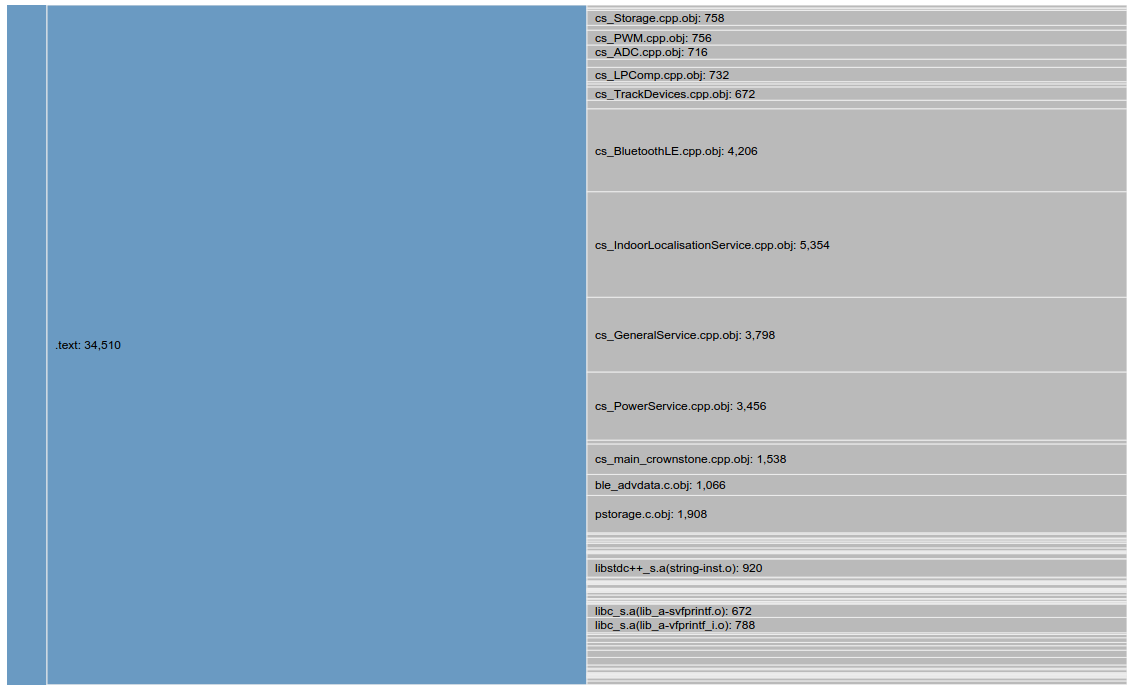 cs_Storage.cpp.obj: 758
cs_PWM.cpp.obj: 756
cs_ADC.cpp.obj: 716
cs_LPComp.cpp.obj: 732
cs_TrackDevices.cpp.obj: 672
cs_BluetoothLE.cpp.obj: 4,206
cs_IndoorLocalisationService.cpp.obj: 5,354
cs_GeneralService.cpp.obj: 3,798
.text: 34,510
cs_PowerService.cpp.obj: 3,456
cs_main_crownstone.cpp.obj: 1,538
ble_advdata.c.obj: 1,066
pstorage.c.obj: 1,908
libstdc++_s.a(string-inst.o): 920
libc_s.a(lib_a-svfprintf.o): 672
libc_s.a(lib_a-vfprintf_i.o): 788